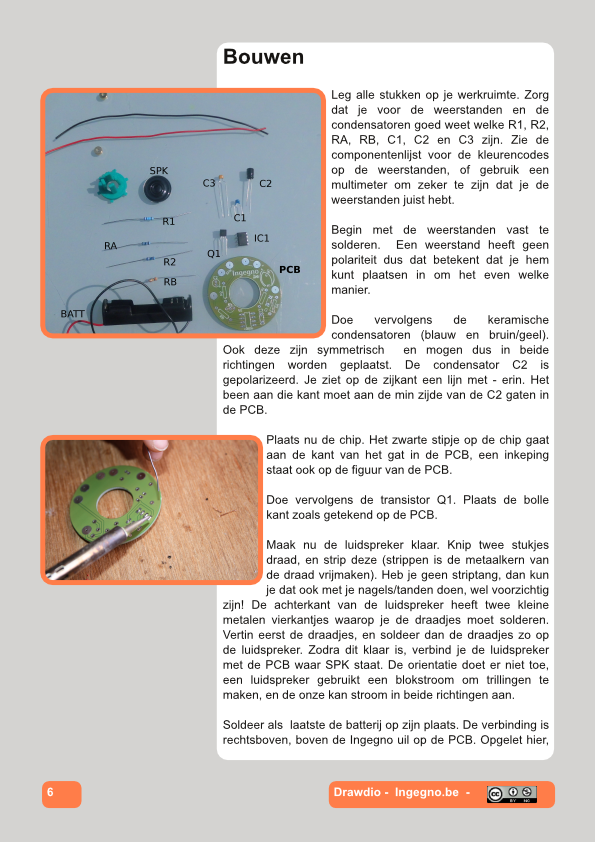 Bouwen
Leg alle stukken op je werkruimte. Zorg
dat je voor de weerstanden en de
condensatoren goed weet welke R1, R2,
RA, RB, C1, C2 en C3 zijn. Zie de
componentenlijst voor de kleurencodes
op de weerstanden, of gebruik een
multimeter om zeker te zijn dat je de
weerstanden juist hebt.
Begin met de weerstanden vast te
solderen. Een weerstand heeft geen
polariteit dus dat betekent dat je hem
kunt plaatsen in om het even welke
manier.
Doe vervolgens de keramische
condensatoren (blauw en bruin/geel).
Ook deze zijn symmetrisch en mogen dus in beide
richtingen worden geplaatst. De condensator C2 is
gepolarizeerd. Je ziet op de zijkant een lijn met - erin. Het
been aan die kant moet aan de min zijde van de C2 gaten in
de PCB.
SPK
C3
C2
C1
R1
IC1
RA
Q1
R2
PCB
RB
BATT
Ingegno
Plaats nu de chip. Het zwarte stipje op de chip gaat
aan de kant van het gat in de PCB, een inkeping
staat ook op de figuur van de PCB.
Doe vervolgens de transistor Q1. Plaats de bolle
kant zoals getekend op de PCB.
Maak nu de luidspreker klaar. Knip twee stukjes
draad, en strip deze (strippen is de metaalkern van
de draad vrijmaken). Heb je geen striptang, dan kun
je dat ook met je nagels/tanden doen, wel voorzichtig
zijn! De achterkant van de luidspreker heeft twee kleine
metalen vierkantjes waarop je de draadjes moet solderen.
Vertin eerst de draadjes, en soldeer dan de draadjes zo op
de luidspreker. Zodra dit klaar is, verbind je de luidspreker
met de PCB waar SPK staat. De orientatie doet er niet toe,
een luidspreker gebruikt een blokstroom om trillingen te
maken, en de onze kan stroom in beide richtingen aan.
Soldeer als laatste de batterij op zijn plaats. De verbinding is
rechtsboven, boven de Ingegno uil op de PCB. Opgelet hier,
6
Drawdio - Ingegno.be -
CC
BY NC